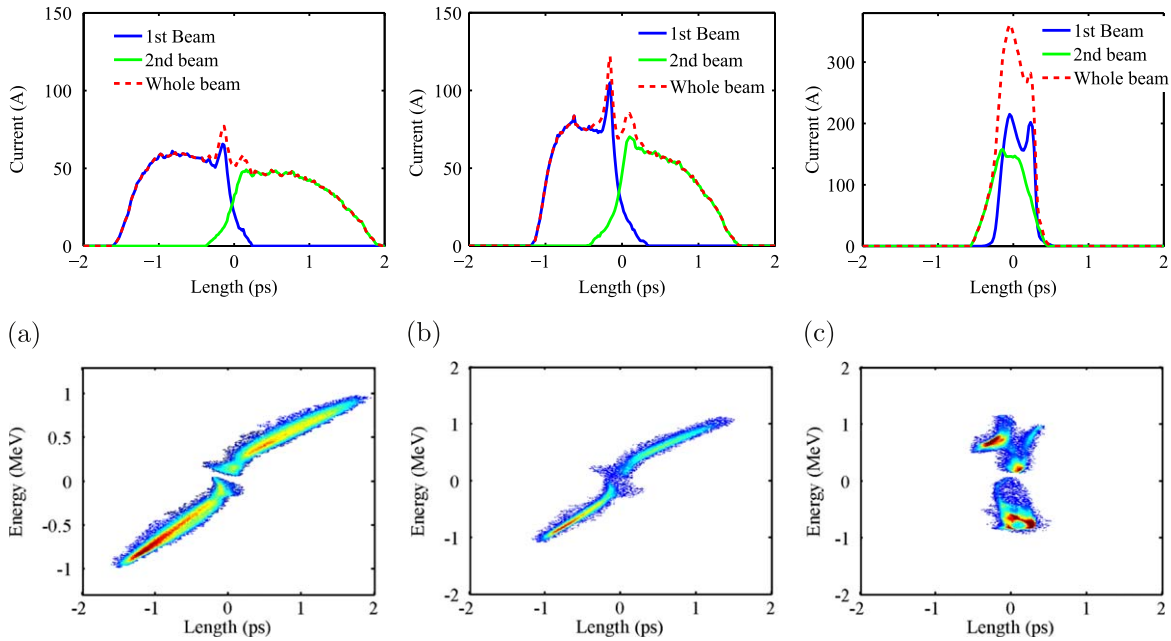 150
100
50
0
Current (A)
1st Beam
2nd beam
Whole beam
−2 −1 0 1 2
Length (ps)
150
100
50
0
Current (A)
1st Beam
2nd beam
Whole beam
−2 −1 0 1 2
Length (ps)
300
200
100
0
Current (A)
1st Beam
2nd beam
Whole beam
−2 −1 0 1 2
Length (ps)
(a)
(b)
(c)
1
0.5
0
-0.5
-1
Energy (MeV)
-2 -1 0 1 2
Length (ps)
2
1
0
-1
-2
Energy (MeV)
-2 -1 0 1 2
Length (ps)
2
1
0
-1
-2
Energy (MeV)
-2 -1 0 1 2
Length (ps)